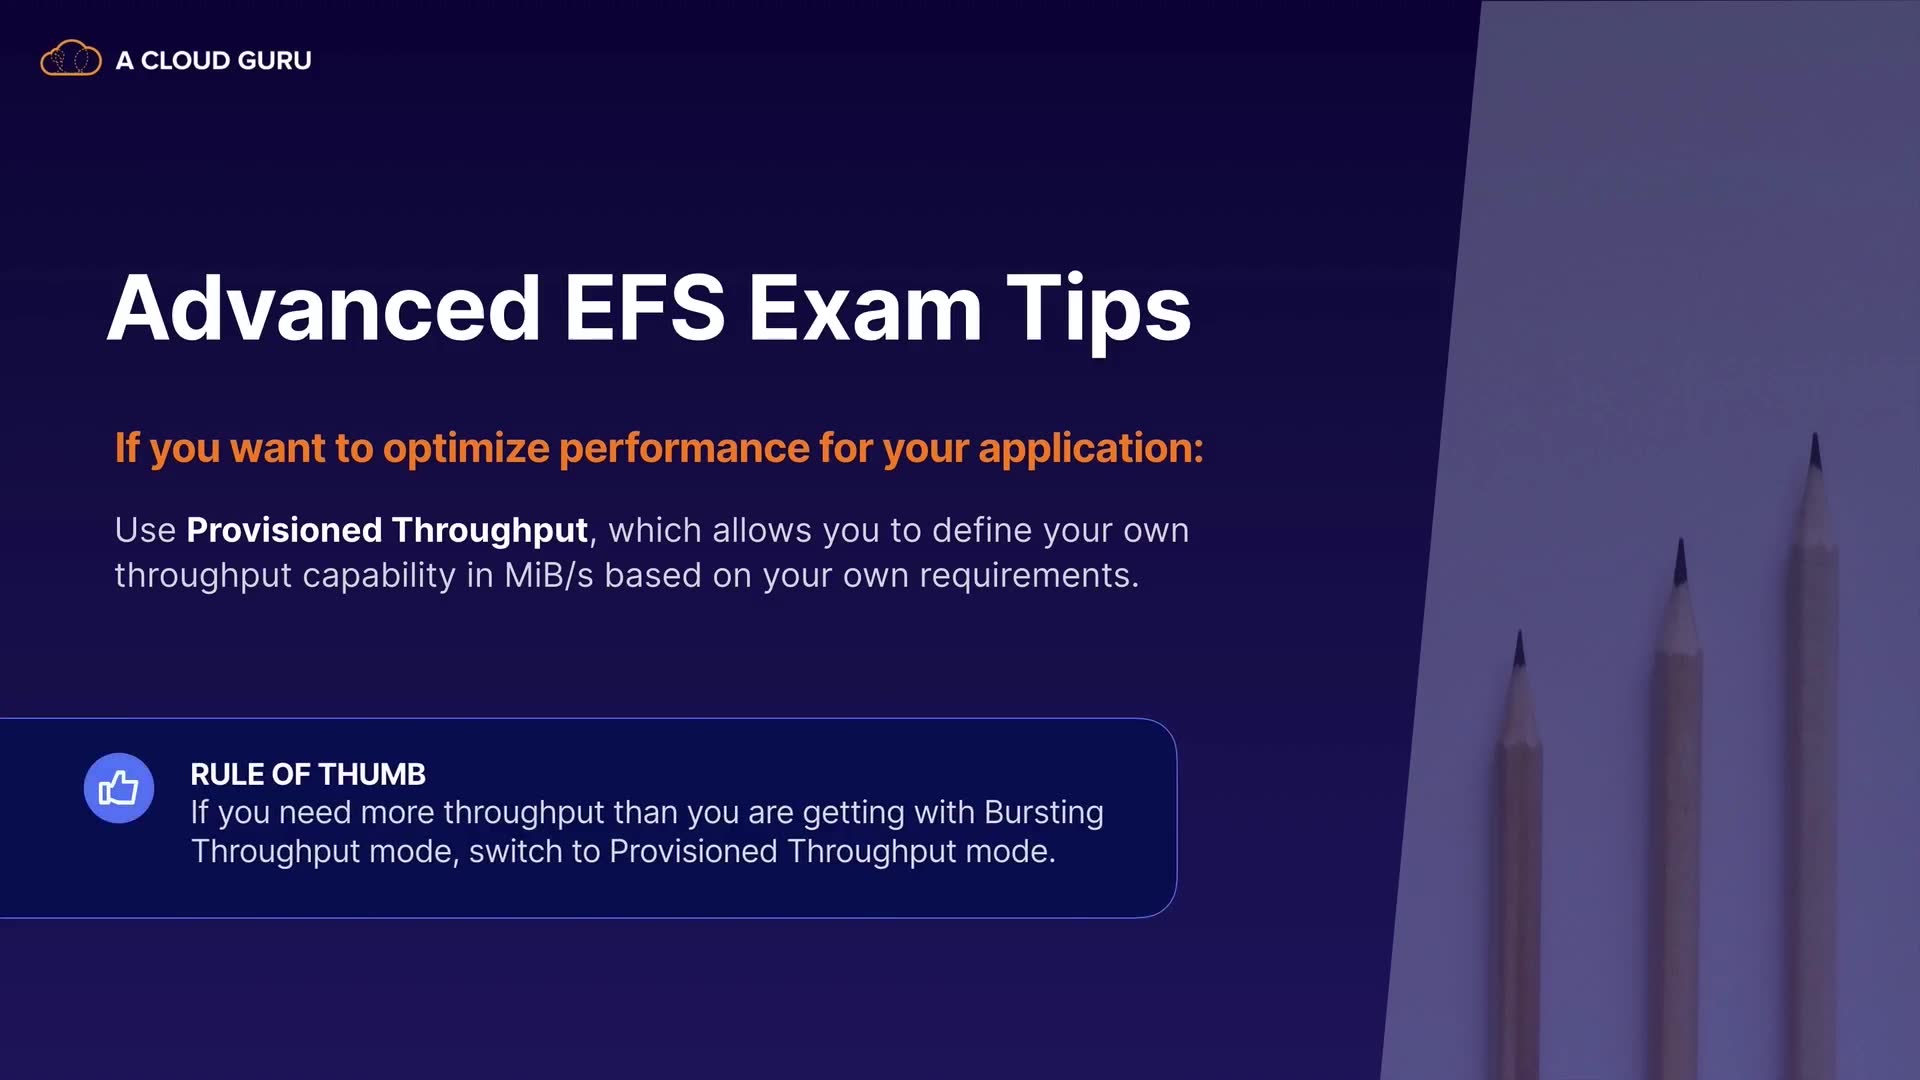 A CLOUD GURU
Advanced EFS Exam Tips
If you want to optimize performance for your application:
Use Provisioned Throughput, which allows you to define your own
throughput capability in MiB/s based on your own requirements.
RULE OF THUMB
If you need more throughput than you are getting with Bursting
Throughput mode, switch to Provisioned Throughput mode.